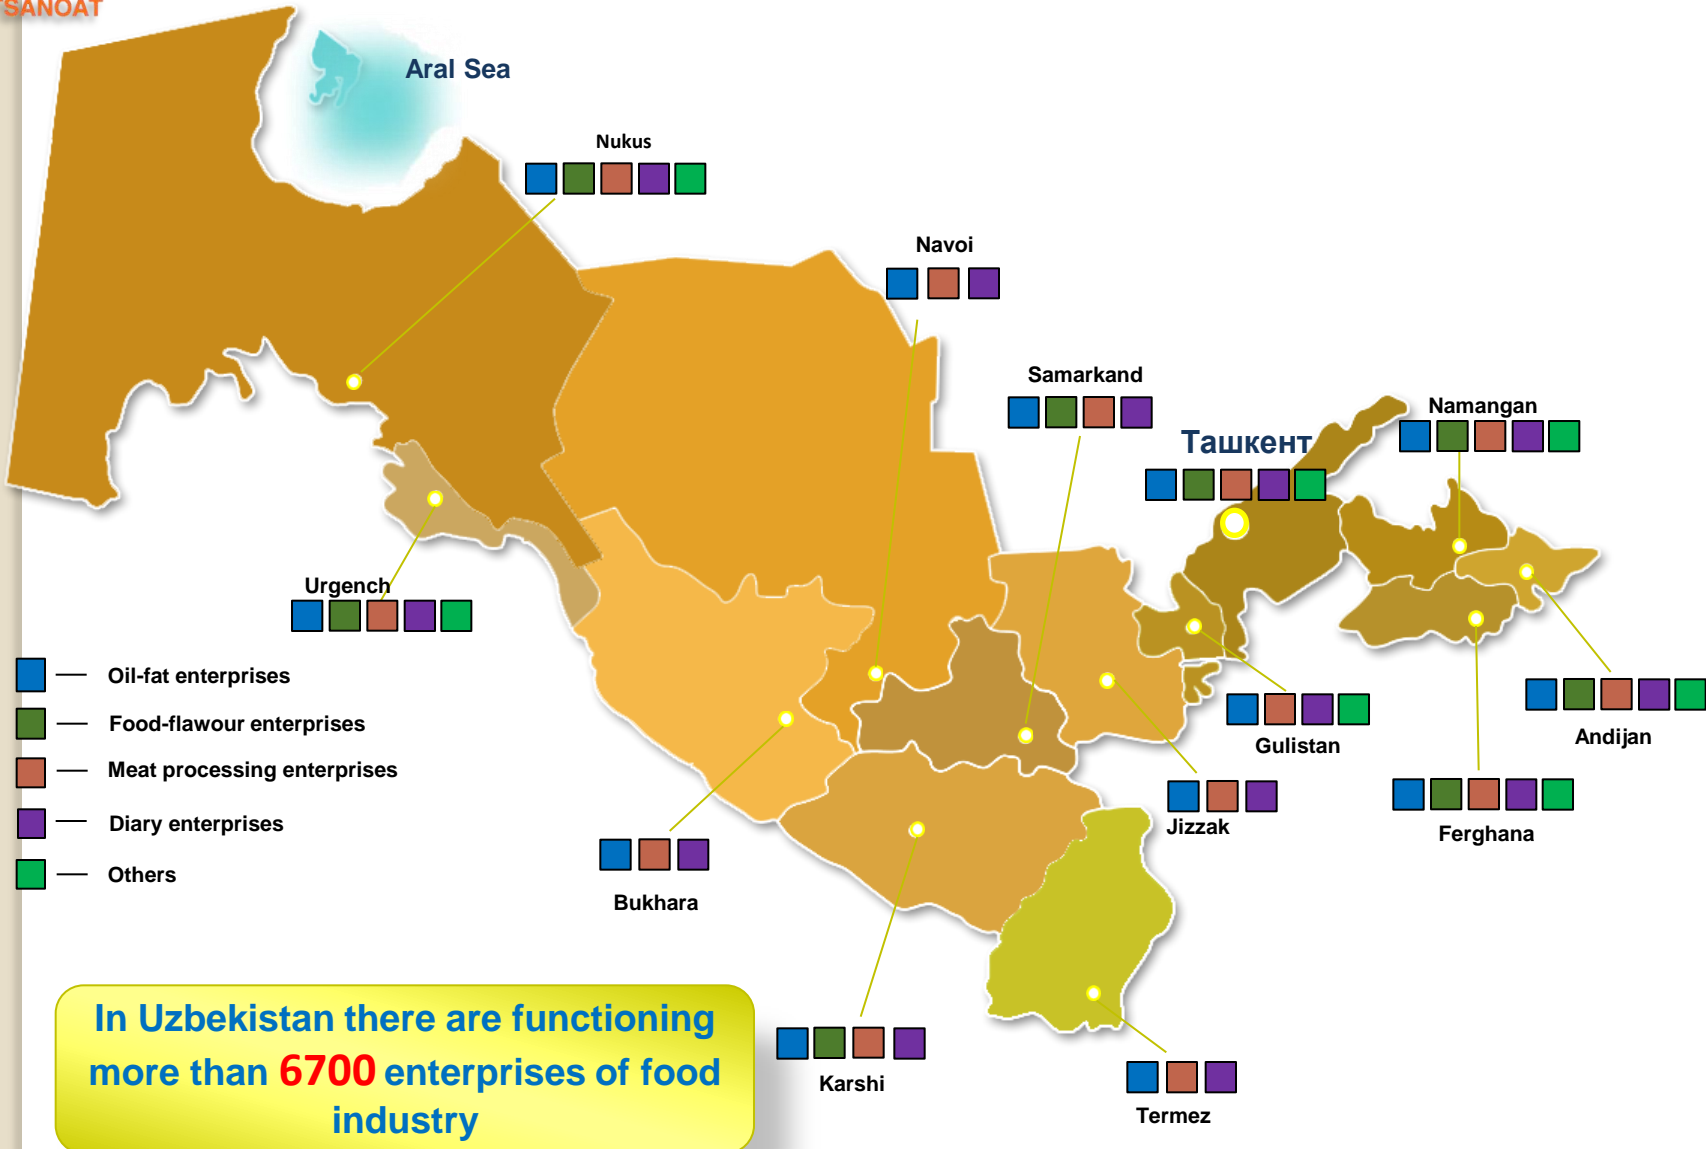 TSANOAT
Aral Sea
Nukus
Navoi
Samarkand
Namangan
Ташкент
Urgench
Oil-fat enterprises
Food-flawour enterprises
Meat processing enterprises
Diary enterprises
Others
Andijan
Gulistan
Jizzak
Ferghana
Bukhara
Karshi
Termez
In Uzbekistan there are functioning
more than 6700 enterprises of food
industry